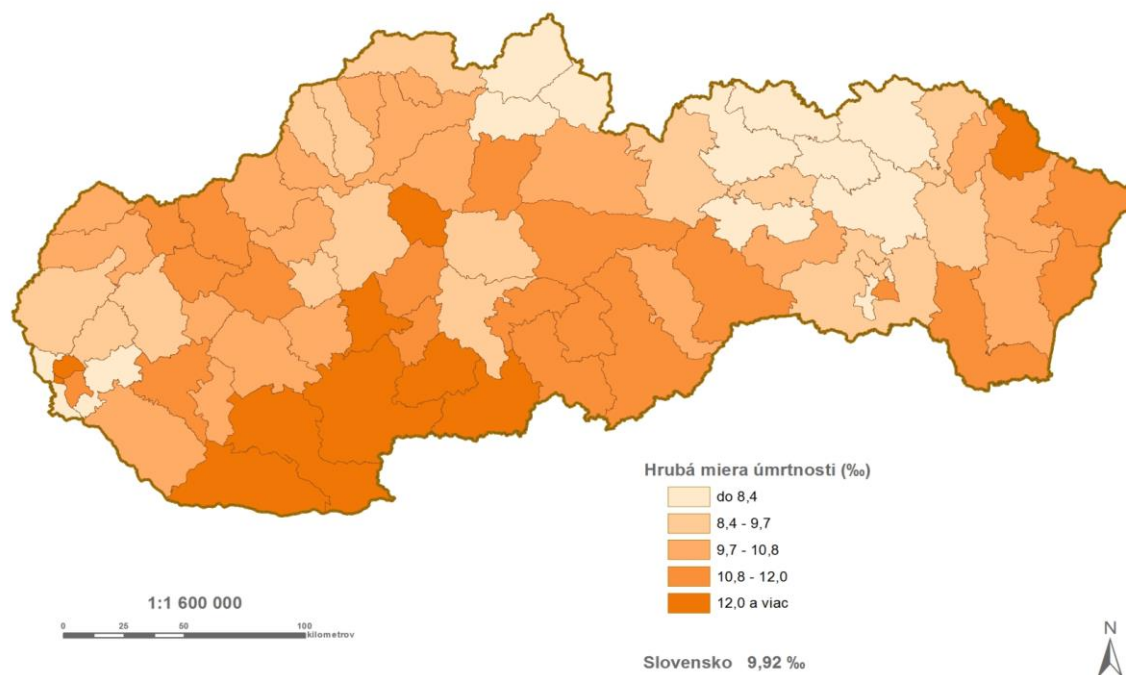 Hrubá miera úmrtnosti (‰)
do 8,4
8,4 - 9,7
9,7 - 10,8
10,8 - 12,0
12,0 a viac
1:1 600 000
0 25 50 100
kilometrov
N
Slovensko 9,92 ‰